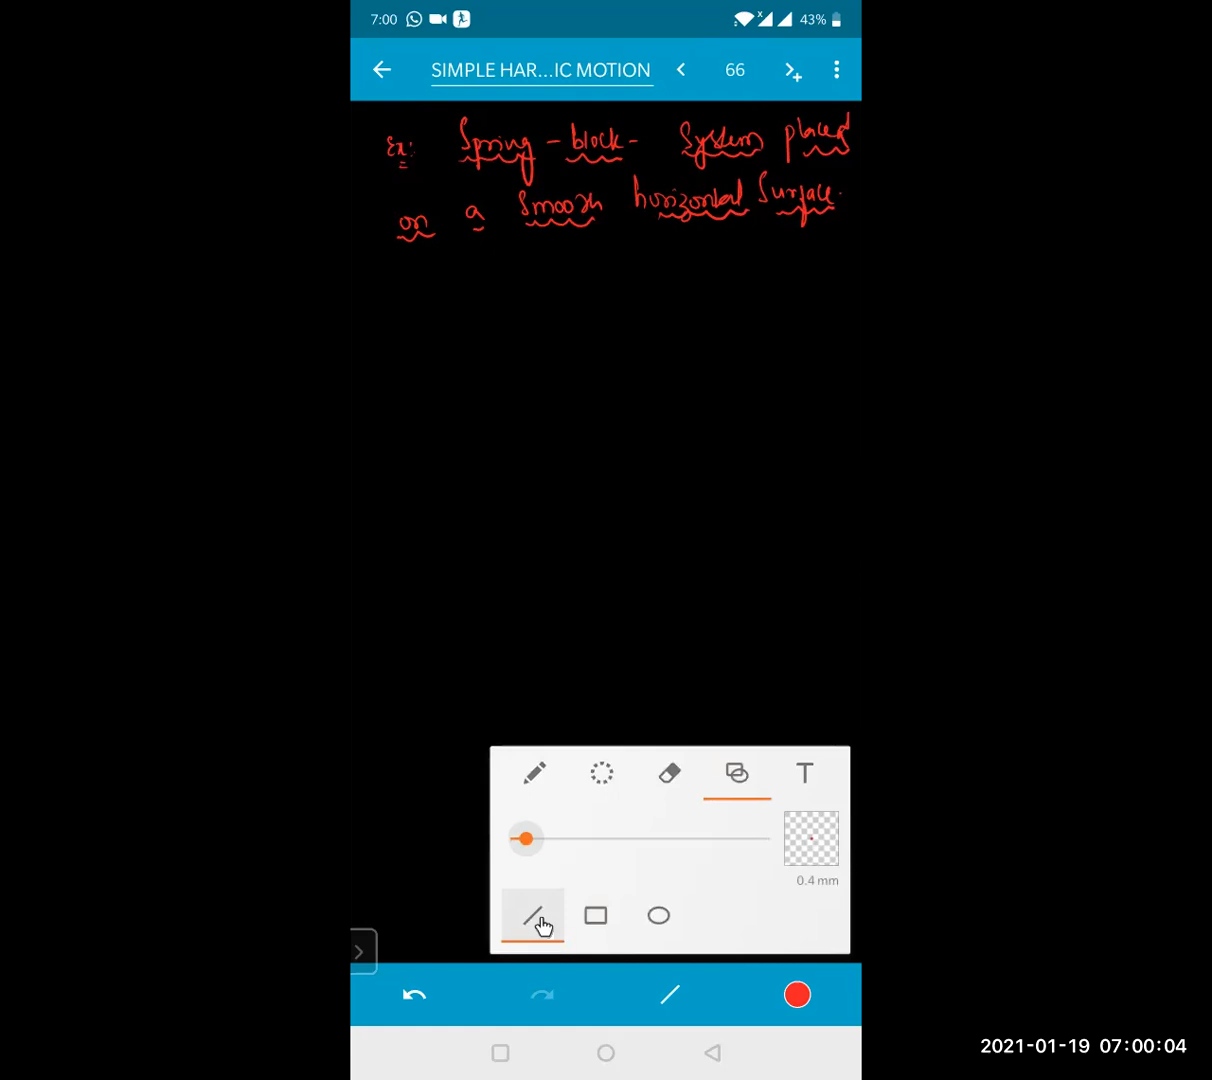 7:00 43%
SIMPLE HAR...IC MOTION 66
Ex: Spring-block- System placed
on a Smooth horizontal Surface.
T
0.4 mm
2021-01-19 07:00:04